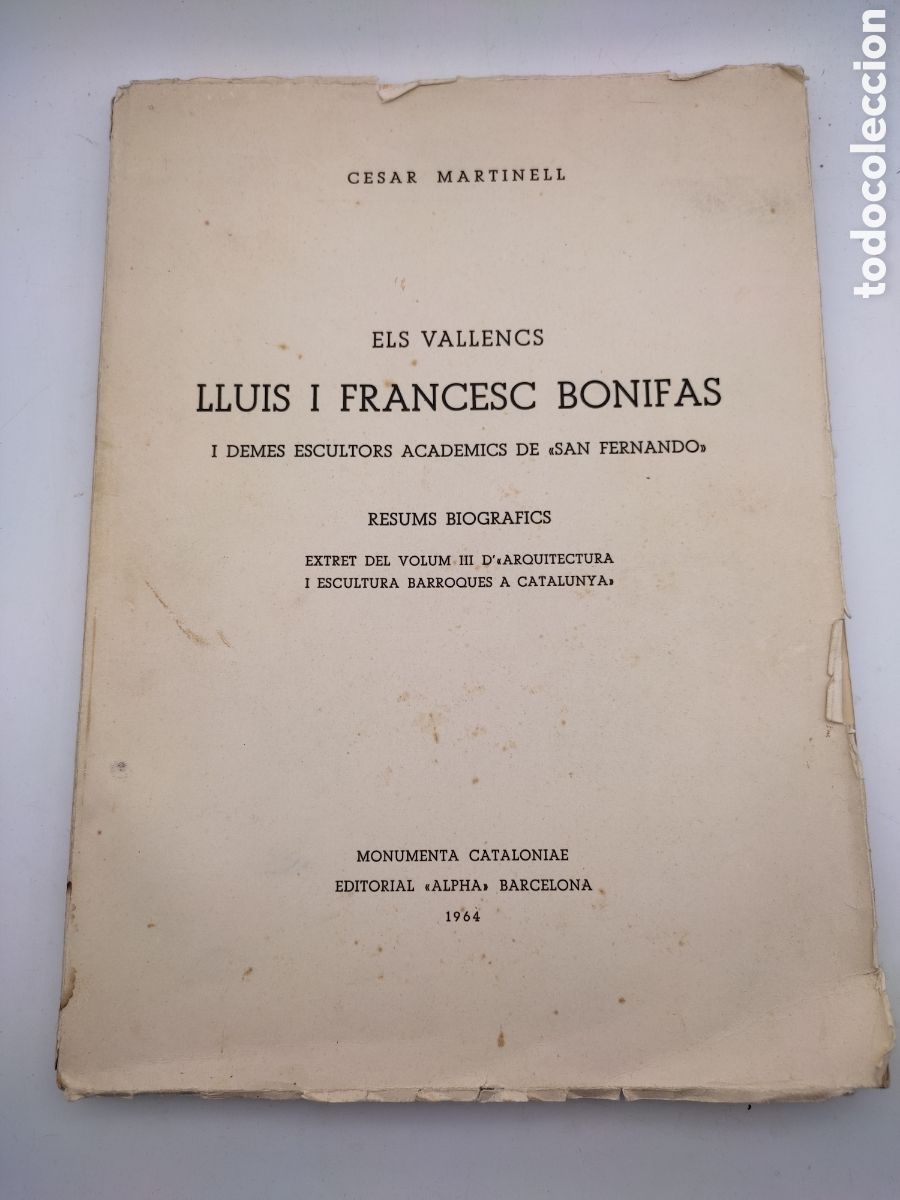 CESAR MARTINELL
ELS VALLENCS
LLUIS I FRANCESC BONIFAS
I DEMES ESCULTORS ACADEMICS DE «SAN FERNANDO»
RESUMS BIOGRAFICS
EXTRET DEL VOLUM III D'«ARQUITECTURA
I ESCULTURA BARROQUES A CATALUNYA»
MONUMENTA CATALONIAE
EDITORIAL «ALPHA» BARCELONA
1964
todocoleccion